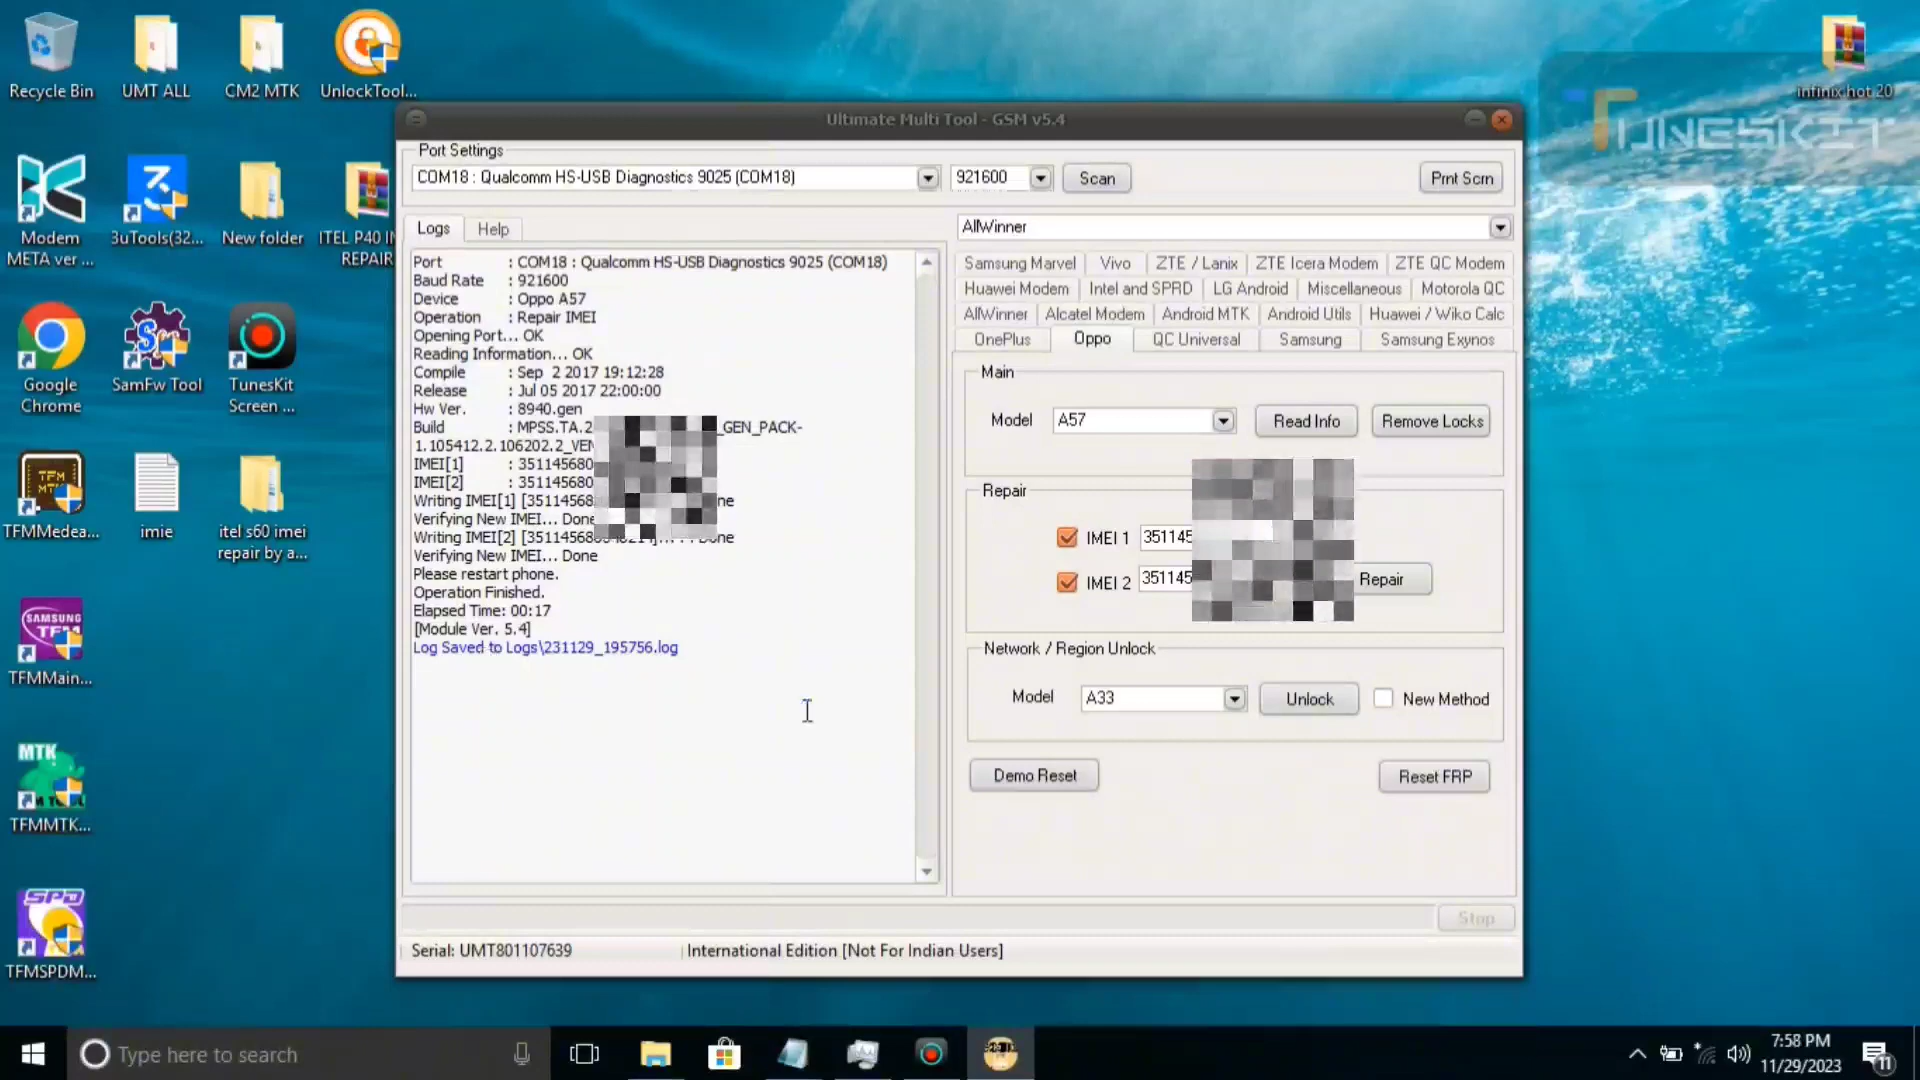 Recycle Bin
UMT ALL
CM2 MTK
UnlockTool...
infinix hot 20
TUNESKIT
Modem
META ver ...
3uTools(32...
New folder
ITEL P40 I
REPAIR
Google
Chrome
SamFw Tool
TunesKit
Screen ...
TFMMedea...
imie
itel s60 imei
repair by a...
SAMSUNG
TFM
TFMMain...
MTK
TFMMTK...
SPD
TFMSPDM...
Ultimate Multi Tool - GSM v5.4
Port Settings
COM18 : Qualcomm HS-USB Diagnostics 9025 (COM18)
921600
Scan
Prnt Scrn
Logs
Help
Port : COM18 : Qualcomm HS-USB Diagnostics 9025 (COM18)
Baud Rate : 921600
Device : Oppo A57
Operation : Repair IMEI
Opening Port... OK
Reading Information... OK
Compile : Sep 2 2017 19:12:28
Release : Jul 05 2017 22:00:00
Hw Ver. : 8940.gen
Build : MPSS.TA.2 _GEN_PACK-
1.105412.2.106202.2_VE
IMEI[1] : 351145680
IMEI[2] : 351145680
Writing IMEI[1] [35114568 ne
Verifying New IMEI... Done
Writing IMEI[2] [35114568 Done
Verifying New IMEI... Done
Please restart phone.
Operation Finished.
Elapsed Time: 00:17
[Module Ver. 5.4]
Log Saved to Logs\231129_195756.log
AllWinner
Samsung Marvel Vivo ZTE / Lanix ZTE Icera Modem ZTE QC Modem
Huawei Modem Intel and SPRD LG Android Miscellaneous Motorola QC
AllWinner Alcatel Modem Android MTK Android Utils Huawei / Wiko Calc
OnePlus Oppo QC Universal Samsung Samsung Exynos
Main
Model A57 Read Info Remove Locks
Repair
IMEI 1 351145
IMEI 2 351145 Repair
Network / Region Unlock
Model A33 Unlock New Method
Demo Reset Reset FRP
Stop
Serial: UMT801107639
International Edition [Not For Indian Users]
Type here to search
7:58 PM
11/29/2023
11